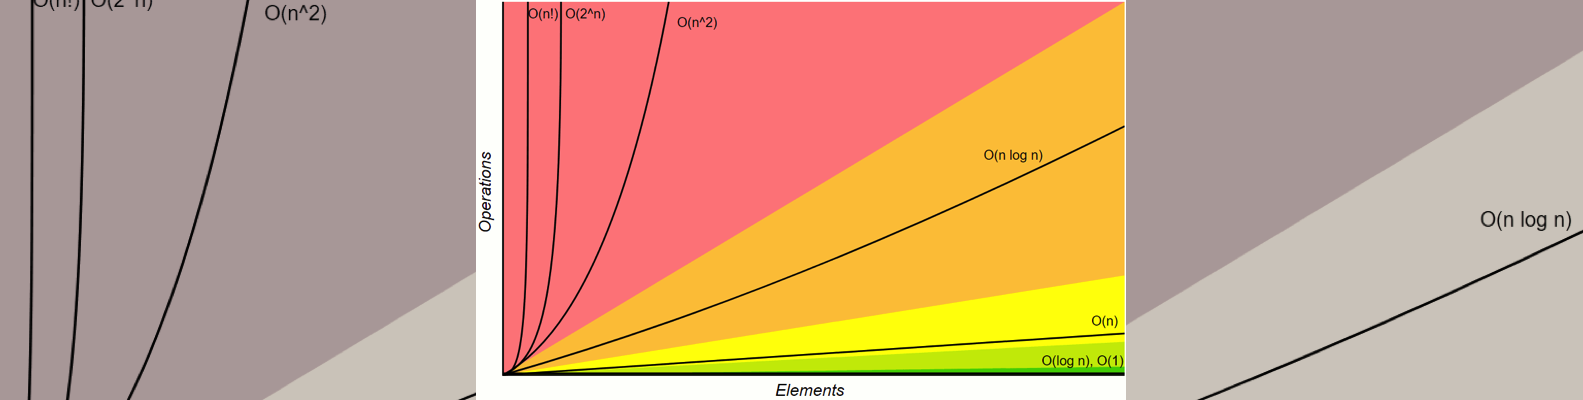 O(n!)
O(2^n)
O(n^2)
O(n!)
O(2^n)
O(n^2)
O(n log n)
O(n)
O(log n), O(1)
Operations
Elements
O(n log n)